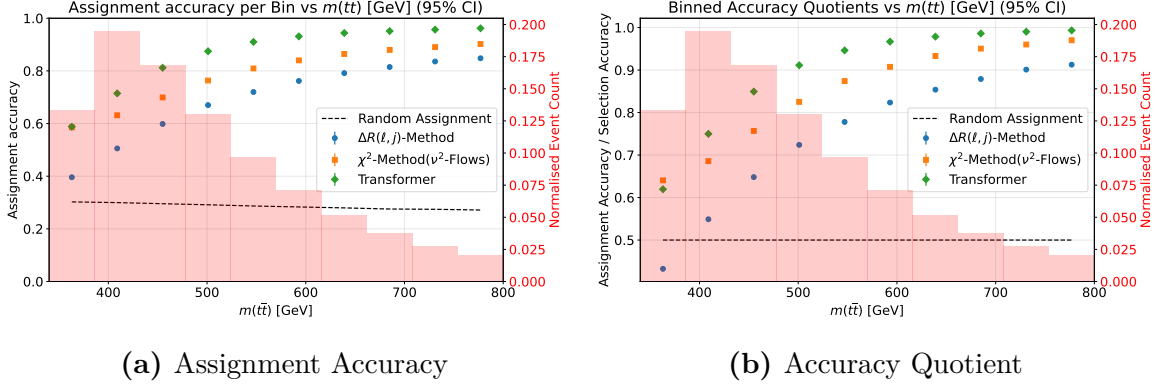 Assignment accuracy per Bin vs m(tt) [GeV] (95% CI)
1.0
0.8
0.6
0.4
0.2
0.0
Assignment accuracy
0.200
0.175
0.150
0.125
0.100
0.075
0.050
0.025
0.000
Normalised Event Count
Random Assignment
ΔR(ℓ, j)-Method
χ²-Method(ν²-Flows)
Transformer
400
500
600
700
800
m(tt̄) [GeV]
(a) Assignment Accuracy
Binned Accuracy Quotients vs m(tt) [GeV] (95% CI)
1.0
0.9
0.8
0.7
0.6
0.5
Assignment Accuracy / Selection Accuracy
0.200
0.175
0.150
0.125
0.100
0.075
0.050
0.025
0.000
Normalised Event Count
Random Assignment
ΔR(ℓ, j)-Method
χ²-Method(ν²-Flows)
Transformer
400
500
600
700
800
m(tt̄) [GeV]
(b) Accuracy Quotient